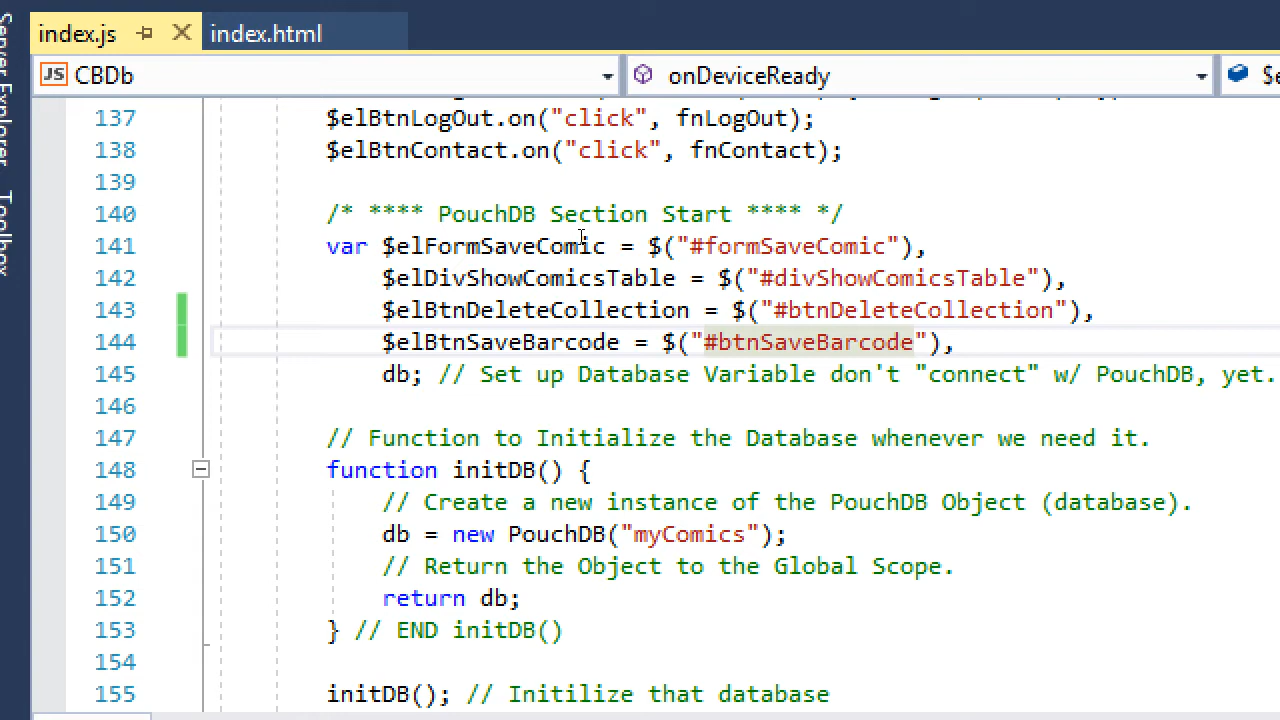 Server Explorer
Toolbox
index.js
index.html
JS CBDb
onDeviceReady
137 $elBtnLogOut.on("click", fnLogOut);
138 $elBtnContact.on("click", fnContact);
139
140 /* **** PouchDB Section Start **** */
141 var $elFormSaveComic = $("#formSaveComic"),
142 $elDivShowComicsTable = $("#divShowComicsTable"),
143 $elBtnDeleteCollection = $("#btnDeleteCollection"),
144 $elBtnSaveBarcode = $("#btnSaveBarcode"),
145 db; // Set up Database Variable don't "connect" w/ PouchDB, yet.
146
147 // Function to Initialize the Database whenever we need it.
148 function initDB() {
149 // Create a new instance of the PouchDB Object (database).
150 db = new PouchDB("myComics");
151 // Return the Object to the Global Scope.
152 return db;
153 } // END initDB()
154
155 initDB(); // Initilize that database